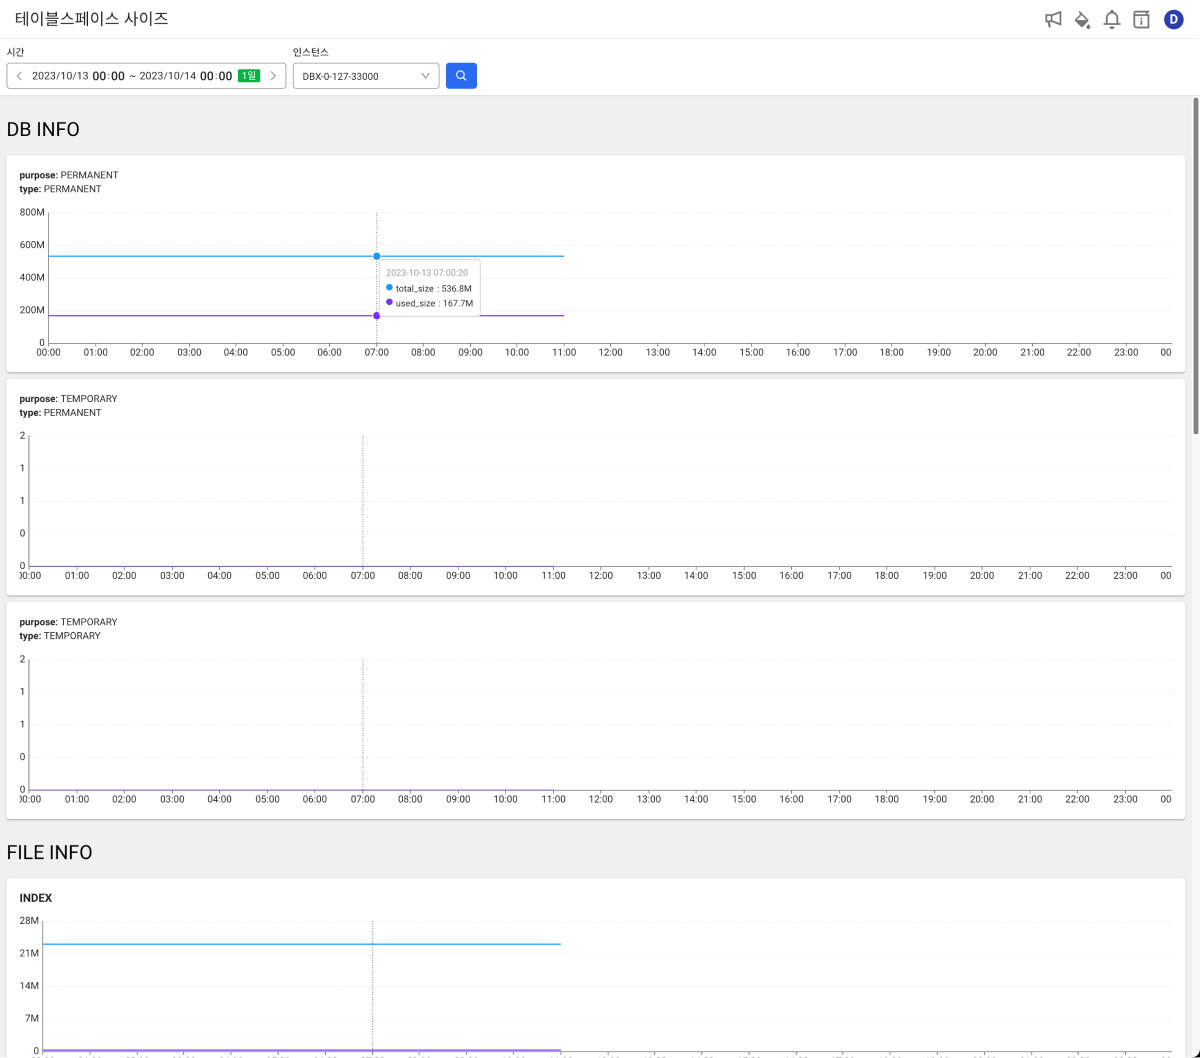 테이블스페이스 사이즈
D
시간
인스턴스
2023/10/13 00:00 ~ 2023/10/14 00:00 1일
DBX-0-127-33000
DB INFO
purpose: PERMANENT
type: PERMANENT
800M
600M
400M
200M
0
2023-10-13 07:00:20
total_size : 536.8M
used_size : 167.7M
00:00 01:00 02:00 03:00 04:00 05:00 06:00 07:00 08:00 09:00 10:00 11:00 12:00 13:00 14:00 15:00 16:00 17:00 18:00 19:00 20:00 21:00 22:00 23:00 00
purpose: TEMPORARY
type: PERMANENT
2
1
1
0
0
00:00 01:00 02:00 03:00 04:00 05:00 06:00 07:00 08:00 09:00 10:00 11:00 12:00 13:00 14:00 15:00 16:00 17:00 18:00 19:00 20:00 21:00 22:00 23:00 00
purpose: TEMPORARY
type: TEMPORARY
2
1
1
0
0
00:00 01:00 02:00 03:00 04:00 05:00 06:00 07:00 08:00 09:00 10:00 11:00 12:00 13:00 14:00 15:00 16:00 17:00 18:00 19:00 20:00 21:00 22:00 23:00 00
FILE INFO
INDEX
28M
21M
14M
7M
0